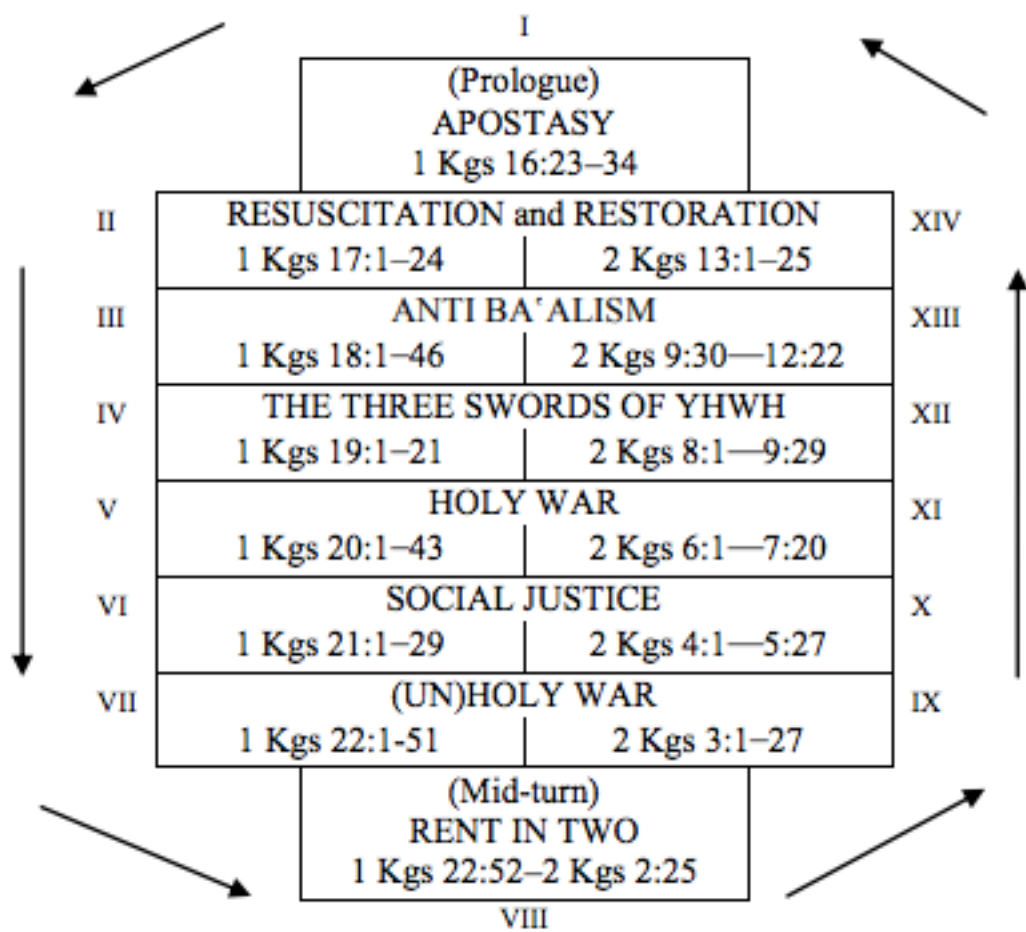 I
(Prologue)
APOSTASY
1 Kgs 16:23–34
II RESUSCITATION and RESTORATION XIV
1 Kgs 17:1–24 2 Kgs 13:1–25
III ANTI BAʽALISM XIII
1 Kgs 18:1–46 2 Kgs 9:30—12:22
IV THE THREE SWORDS OF YHWH XII
1 Kgs 19:1–21 2 Kgs 8:1—9:29
V HOLY WAR XI
1 Kgs 20:1–43 2 Kgs 6:1—7:20
VI SOCIAL JUSTICE X
1 Kgs 21:1–29 2 Kgs 4:1—5:27
VII (UN)HOLY WAR IX
1 Kgs 22:1-51 2 Kgs 3:1–27
(Mid-turn)
RENT IN TWO
1 Kgs 22:52–2 Kgs 2:25
VIII